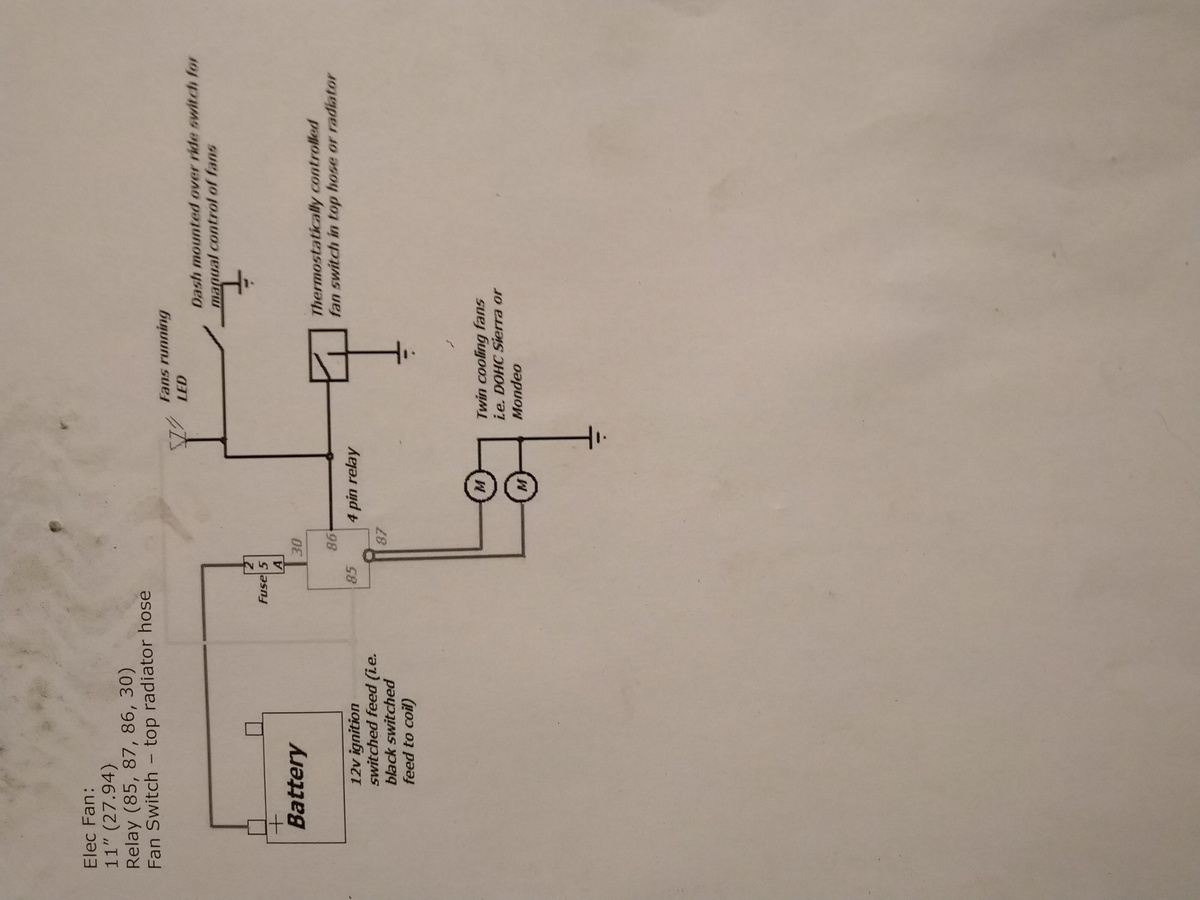 Elec Fan:
11” (27.94)
Relay (85, 87, 86, 30)
Fan Switch – top radiator hose
Fans running
LED
Dash mounted over ride switch for
manual control of fans
Fuse
2
5
A
+
Battery
30
86
85
4 pin relay
87
Thermostatically controlled
fan switch in top hose or radiator
12v ignition
switched feed (i.e.
black switched
feed to coil)
M
M
Twin cooling fans
i.e. DOHC Sierra or
Mondeo